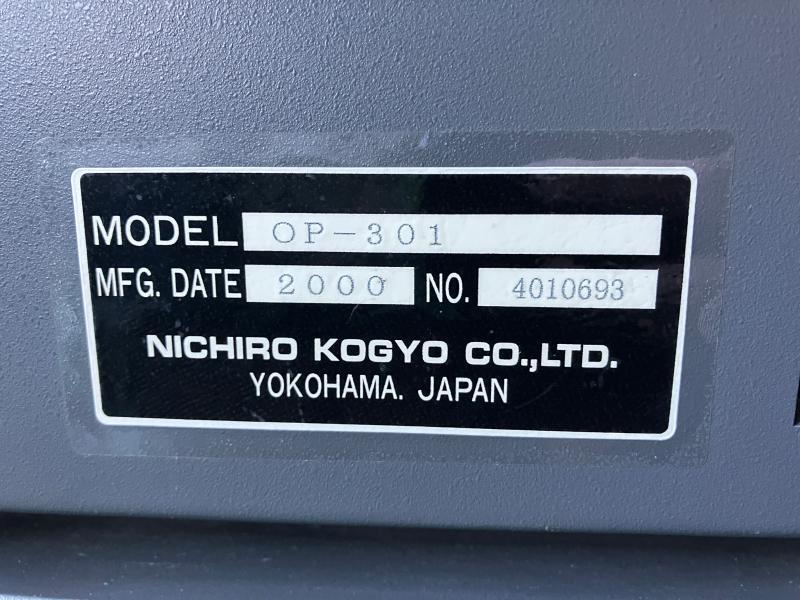 MODEL OP-301
MFG. DATE 2000 NO. 4010693
NICHIRO KOGYO CO.,LTD.
YOKOHAMA. JAPAN